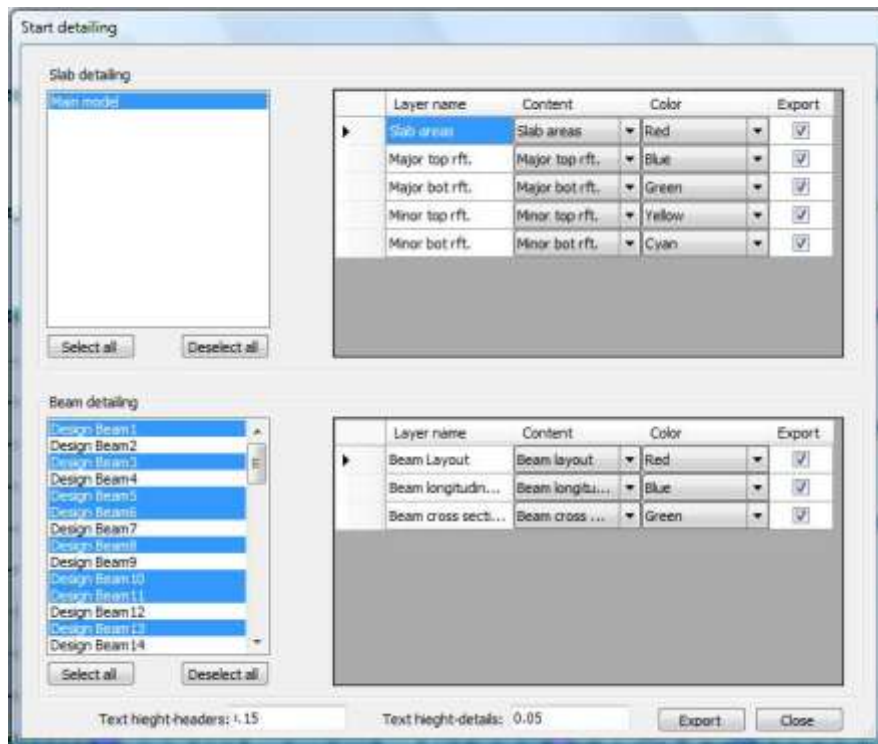 Start detailing
Slab detailing
Main model
Select all Deselect all
Layer name Content Color Export
Slab areas Slab areas Red
Major top rft. Major top rft. Blue
Major bot rft. Major bot rft. Green
Minor top rft. Minor top rft. Yellow
Minor bot rft. Minor bot rft. Cyan
Beam detailing
Design Beam1
Design Beam2
Design Beam3
Design Beam4
Design Beam5
Design Beam6
Design Beam7
Design Beam8
Design Beam9
Design Beam10
Design Beam11
Design Beam12
Design Beam13
Design Beam14
Select all Deselect all
Layer name Content Color Export
Beam Layout Beam layout Red
Beam longitudin... Beam longitu... Blue
Beam cross secti... Beam cross ... Green
Text hieght-headers: Text hieght-details: 0.05 Export Close